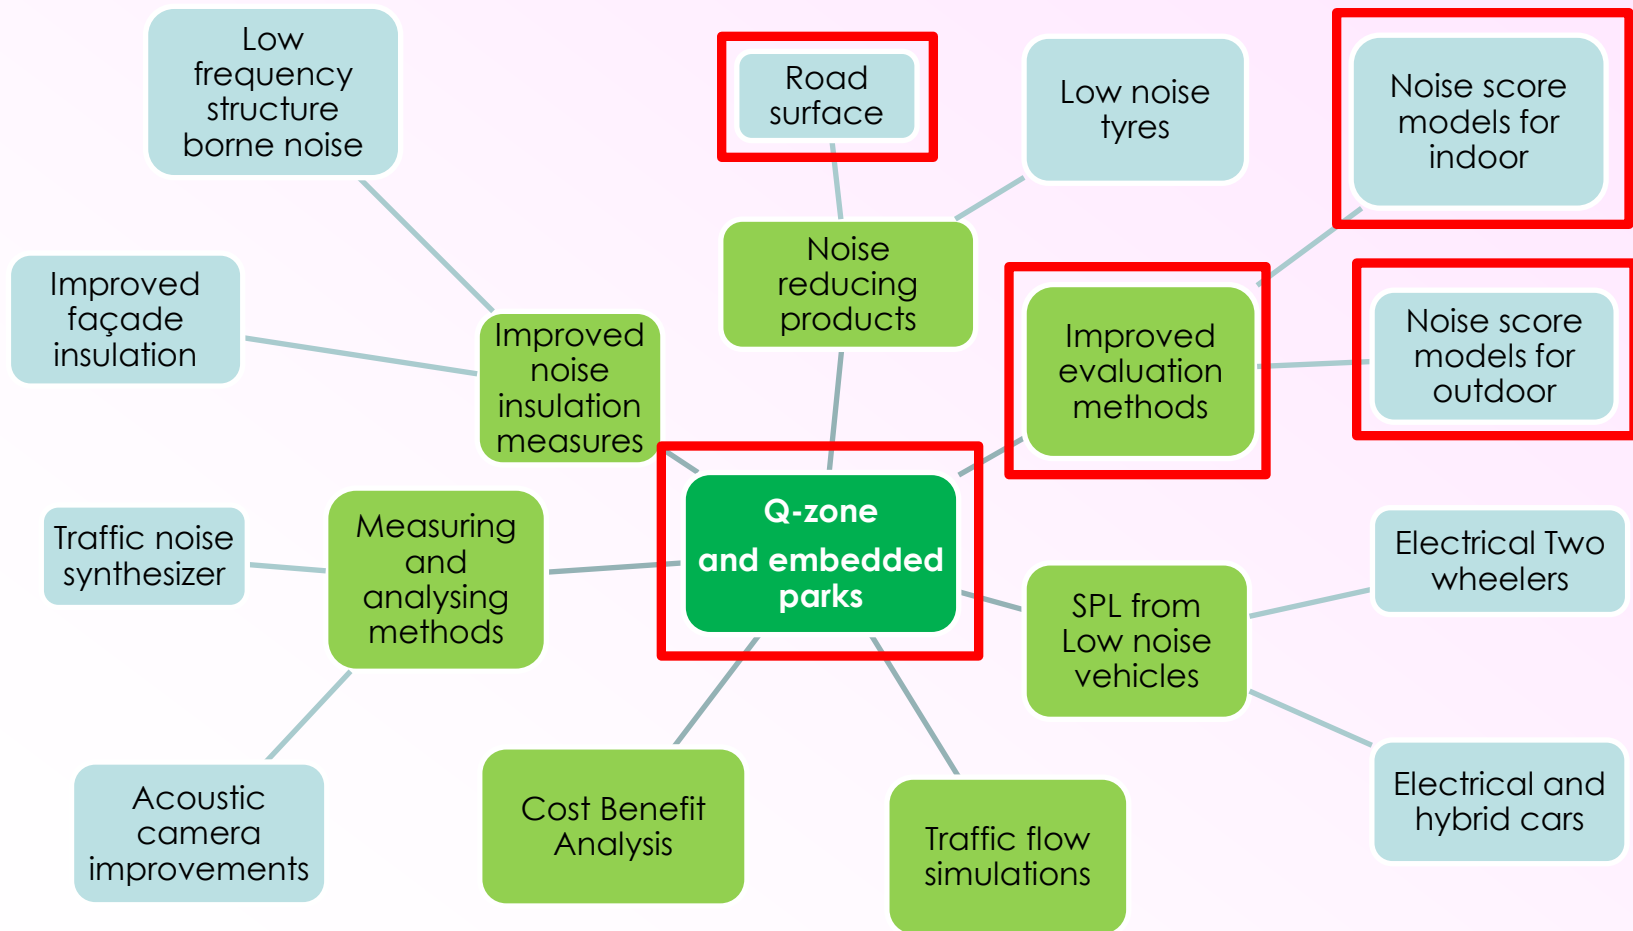 Low
frequency
structure
borne noise
Road
surface
Low noise
tyres
Noise score
models for
indoor
Improved
façade
insulation
Improved
noise
insulation
measures
Noise
reducing
products
Improved
evaluation
methods
Noise score
models for
outdoor
Traffic noise
synthesizer
Measuring
and
analysing
methods
Q-zone
and embedded
parks
SPL from
Low noise
vehicles
Electrical Two
wheelers
Acoustic
camera
improvements
Cost Benefit
Analysis
Traffic flow
simulations
Electrical and
hybrid cars